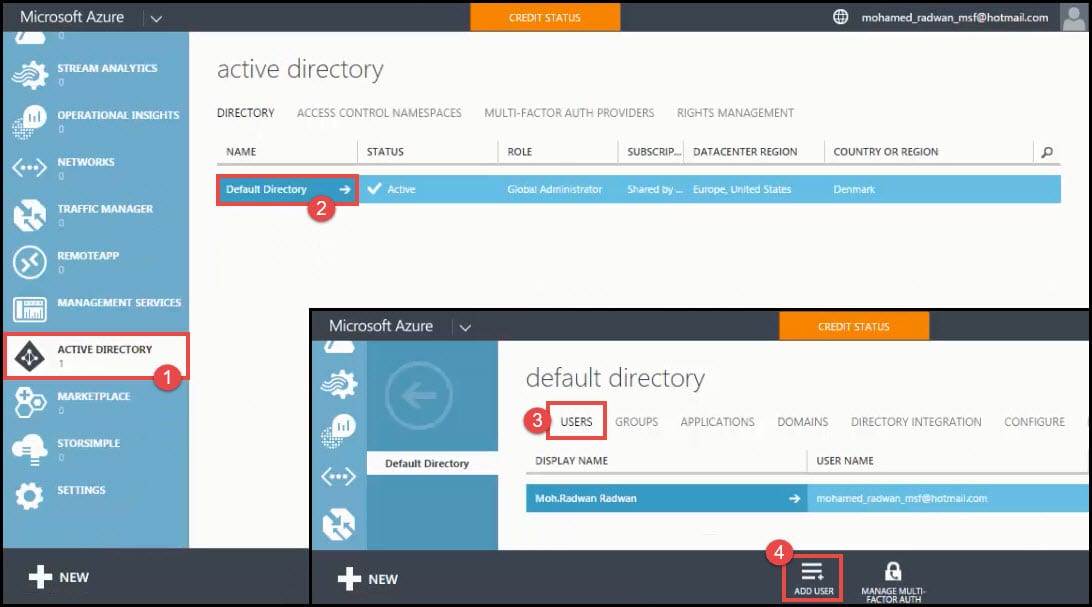 Microsoft Azure
CREDIT STATUS
mohamed_radwan_msf@hotmail.com
0
STREAM ANALYTICS
0
OPERATIONAL INSIGHTS
0
NETWORKS
0
TRAFFIC MANAGER
0
REMOTEAPP
0
MANAGEMENT SERVICES
ACTIVE DIRECTORY
1
1
MARKETPLACE
0
STORSIMPLE
0
SETTINGS
NEW
active directory
DIRECTORY ACCESS CONTROL NAMESPACES MULTI-FACTOR AUTH PROVIDERS RIGHTS MANAGEMENT
NAME STATUS ROLE SUBSCRIP... DATACENTER REGION COUNTRY OR REGION
Default Directory Active Global Administrator Shared by ... Europe, United States Denmark
2
Microsoft Azure
CREDIT STATUS
Default Directory
default directory
3 USERS GROUPS APPLICATIONS DOMAINS DIRECTORY INTEGRATION CONFIGURE
DISPLAY NAME USER NAME
Moh.Radwan Radwan mohamed_radwan_msf@hotmail.com
NEW
4
ADD USER
MANAGE MULTI-
FACTOR AUTH